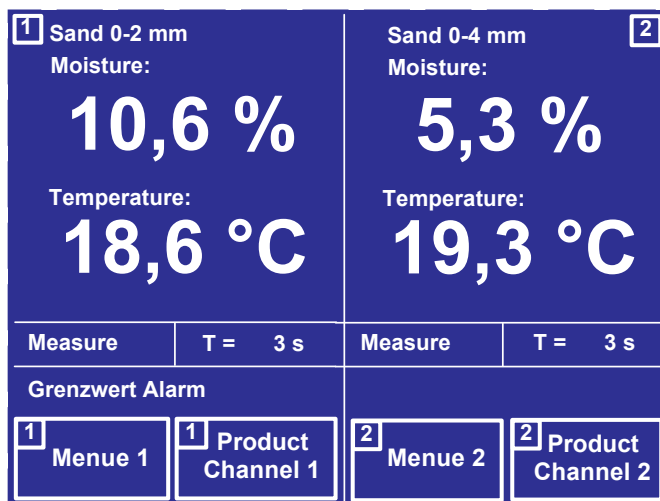 1
Sand 0-2 mm
Moisture:
10,6 %
Temperature:
18,6 °C
Measure
T = 3 s
Grenzwert Alarm
1
Menue 1
1
Product
Channel 1
2
Sand 0-4 mm
Moisture:
5,3 %
Temperature:
19,3 °C
Measure
T = 3 s
2
Menue 2
2
Product
Channel 2